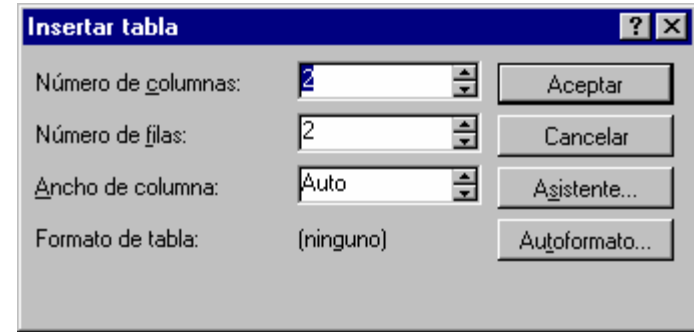 Insertar tabla
Número de columnas: 2 Aceptar
Número de filas: 2 Cancelar
Ancho de columna: Auto Asistente...
Formato de tabla: (ninguno) Autoformato...